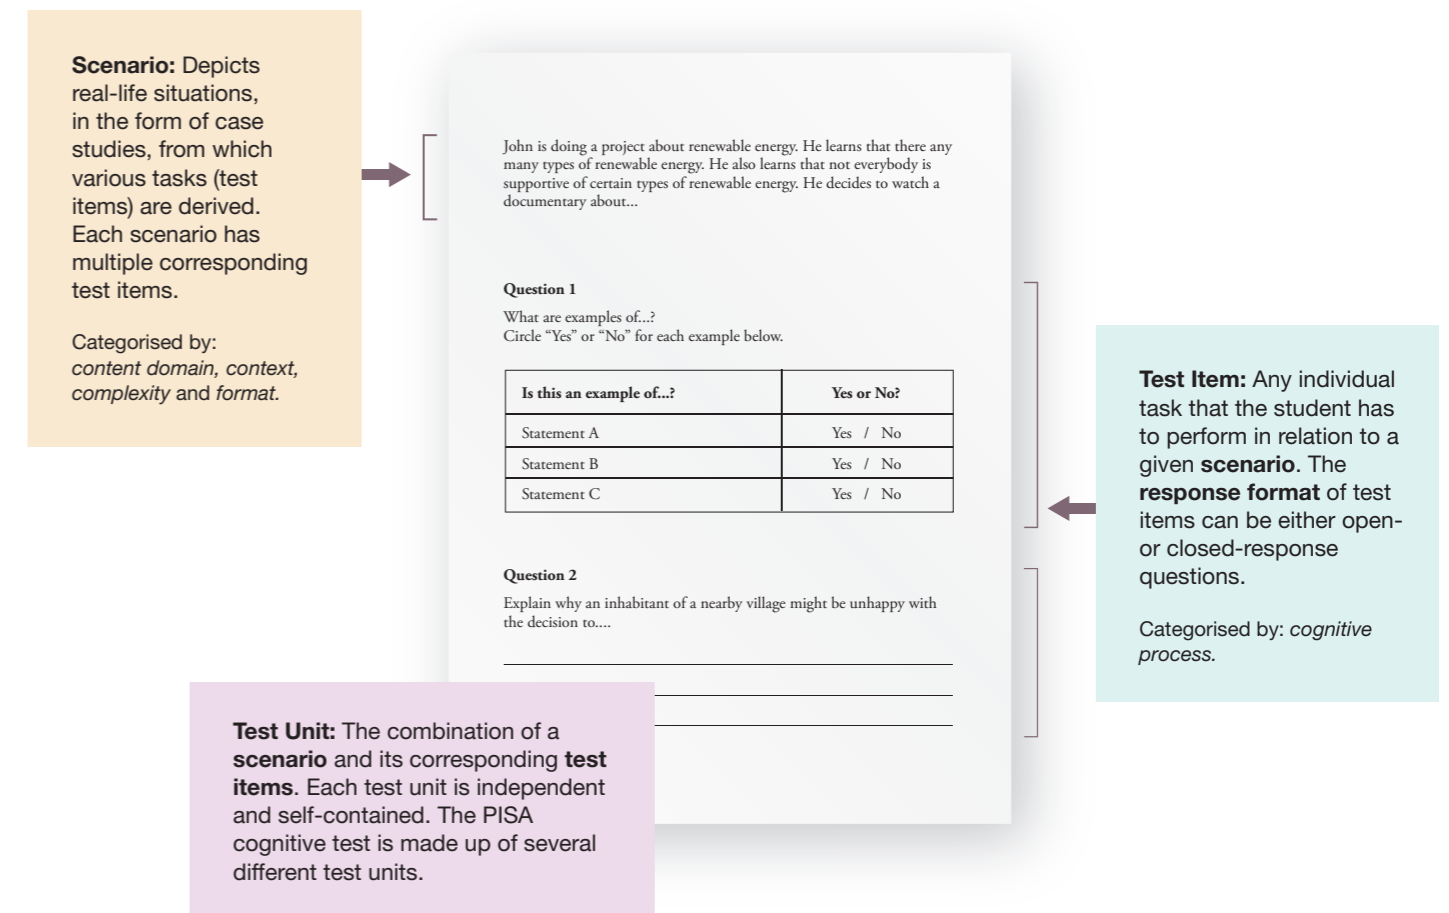 Scenario: Depicts
real-life situations,
in the form of case
studies, from which
various tasks (test
items) are derived.
Each scenario has
multiple corresponding
test items.
Categorised by:
content domain, context,
complexity and format.
John is doing a project about renewable energy. He learns that there any
many types of renewable energy. He also learns that not everybody is
supportive of certain types of renewable energy. He decides to watch a
documentary about...
Question 1
What are examples of...?
Circle “Yes” or “No” for each example below.
Is this an example of...? Yes or No?
Statement A Yes / No
Statement B Yes / No
Statement C Yes / No
Question 2
Explain why an inhabitant of a nearby village might be unhappy with
the decision to....
Test Item: Any individual
task that the student has
to perform in relation to a
given scenario. The
response format of test
items can be either open-
or closed-response
questions.
Categorised by: cognitive
process.
Test Unit: The combination of a
scenario and its corresponding test
items. Each test unit is independent
and self-contained. The PISA
cognitive test is made up of several
different test units.